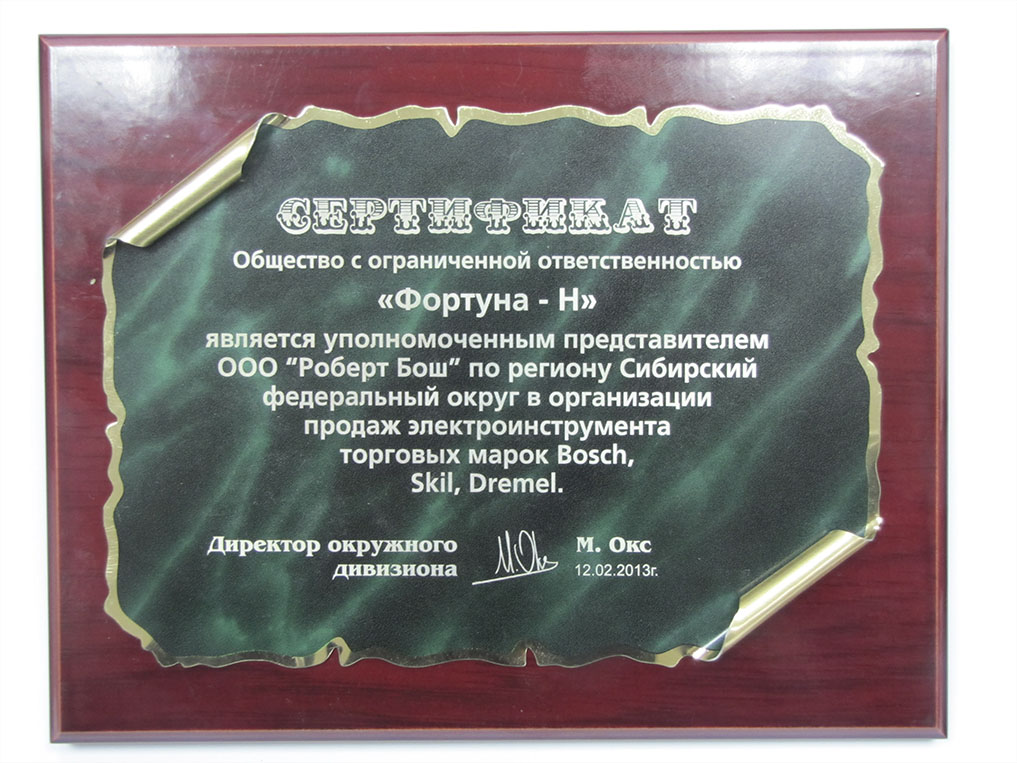 СЕРТИФИКАТ
Общество с ограниченной ответственностью
«Фортуна - Н»
является уполномоченным представителем
ООО “Роберт Бош” по региону Сибирский
федеральный округ в организации
продаж электроинструмента
торговых марок Bosch,
Skil, Dremel.
Директор окружного дивизиона
М.Окс
М. Окс
12.02.2013г.